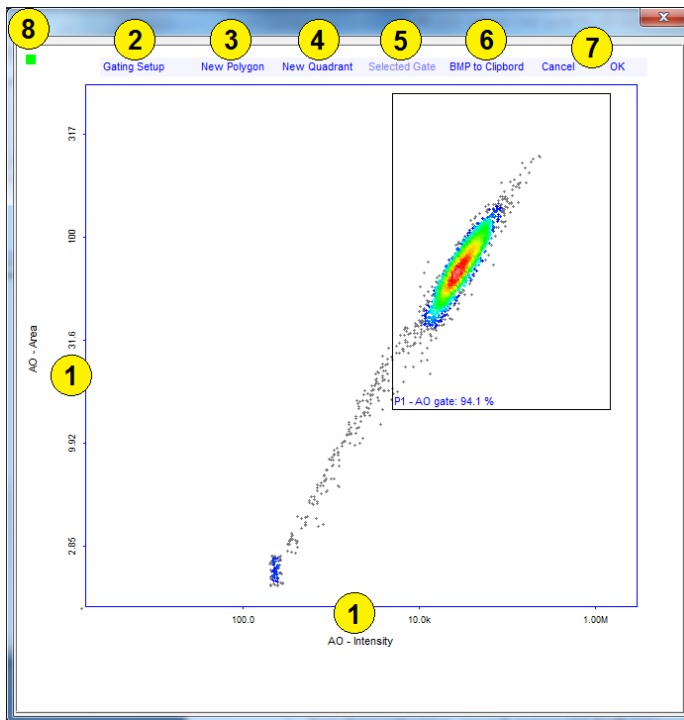 8 2 3 4 5 6 7
Gating Setup New Polygon New Quadrant Selected Gate BMP to Clipbord Cancel OK
317
100
31.6
AO - Area
1
P1 - AO gate: 94.1 %
9.92
2.85
100.0 1 10.0k 1.00M
AO - Intensity